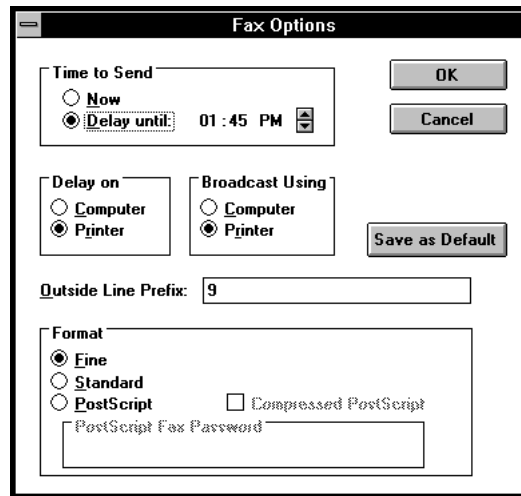 Fax Options
Time to Send
Now
Delay until: 01:45 PM
OK
Cancel
Delay on
Computer
Printer
Broadcast Using
Computer
Printer
Save as Default
Outside Line Prefix: 9
Format
Fine
Standard
PostScript
Compressed PostScript
PostScript Fax Password